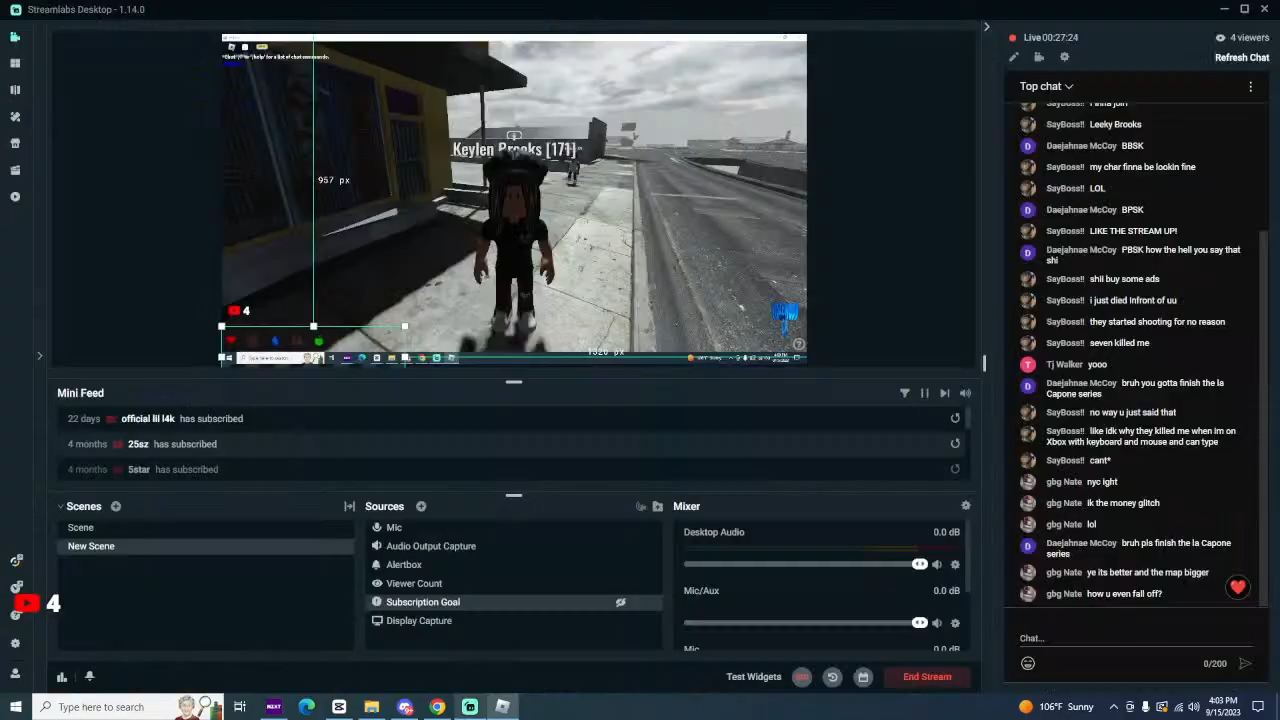 Streamlabs Desktop - 1.14.0
Live 00:27:24
4 viewers
Refresh Chat
Top chat
SayBoss!! Leeky Brooks
Daejahnae McCoy BBSK
SayBoss!! my char finna be lookin fine
SayBoss!! LOL
Daejahnae McCoy BPSK
SayBoss!! LIKE THE STREAM UP!
Daejahnae McCoy PBSK how the hell you say that
shi
SayBoss!! shii buy some ads
SayBoss!! i just died Infront of uu
SayBoss!! they started shooting for no reason
SayBoss!! seven killed me
Tj Walker yooo
Daejahnae McCoy bruh you gotta finish the la
Capone series
SayBoss!! no way u just said that
SayBoss!! like idk why they killed me when im on
Xbox with keyboard and mouse and can type
SayBoss!! cant*
gbg Nate nyc ight
gbg Nate ik the money glitch
gbg Nate lol
Daejahnae McCoy bruh pls finish the la Capone
series
gbg Nate ye its better and the map bigger
gbg Nate how u even fall off?
Chat...
0/200
Keylen Brooks [171]
957 px
4
1320 px
Mini Feed
22 days official lil l4k has subscribed
4 months 25sz has subscribed
4 months 5star has subscribed
Scenes
Scene
New Scene
Sources
Mic
Audio Output Capture
Alertbox
Viewer Count
Subscription Goal
Display Capture
Mixer
Desktop Audio 0.0 dB
Mic/Aux 0.0 dB
Mic 0.0 dB
4
Test Widgets
End Stream
Type here to search
NEXT
106°F Sunny
4:03 PM
9/15/2023